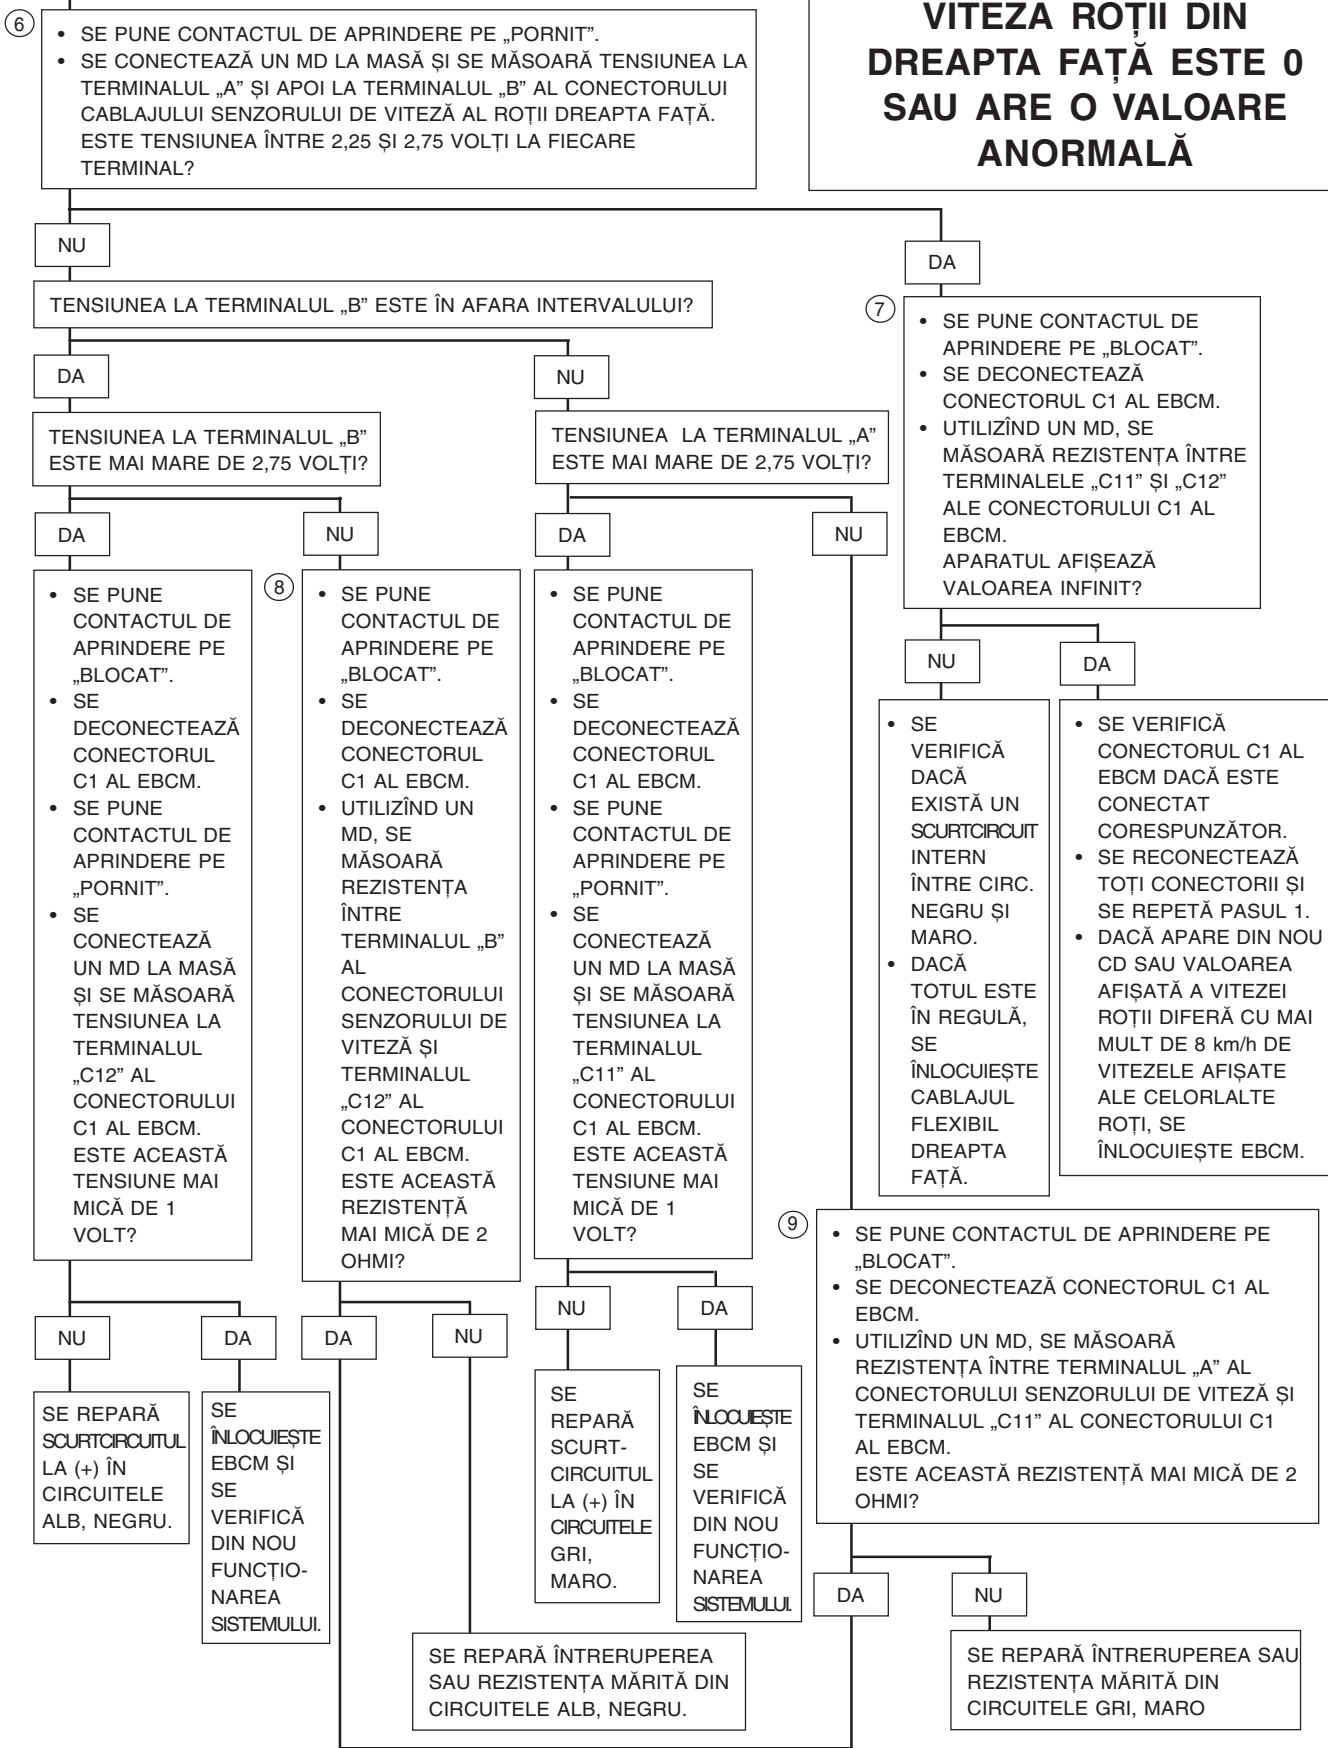 VITEZA ROȚII DIN
DREAPTA FAȚĂ ESTE 0
SAU ARE O VALOARE
ANORMALĂ
6
• SE PUNE CONTACTUL DE APRINDERE PE „PORNIT”.
• SE CONECTEAZĂ UN MD LA MASĂ ȘI SE MĂSOARĂ TENSIUNEA LA
TERMINALUL „A” ȘI APOI LA TERMINALUL „B” AL CONECTORULUI
CABLAJULUI SENZORULUI DE VITEZĂ AL ROȚII DREAPTA FAȚĂ.
ESTE TENSIUNEA ÎNTRE 2,25 ȘI 2,75 VOLȚI LA FIECARE
TERMINAL?
NU
DA
TENSIUNEA LA TERMINALUL „B” ESTE ÎN AFARA INTERVALULUI?
DA
NU
TENSIUNEA LA TERMINALUL „B”
ESTE MAI MARE DE 2,75 VOLȚI?
TENSIUNEA LA TERMINALUL „A”
ESTE MAI MARE DE 2,75 VOLȚI?
7
• SE PUNE CONTACTUL DE
APRINDERE PE „BLOCAT”.
• SE DECONECTEAZĂ
CONECTORUL C1 AL EBCM.
• UTILIZÎND UN MD, SE
MĂSOARĂ REZISTENȚA ÎNTRE
TERMINALELE „C11” ȘI „C12”
ALE CONECTORULUI C1 AL
EBCM.
APARATUL AFIȘEAZĂ
VALOAREA INFINIT?
DA
NU
DA
NU
• SE PUNE
CONTACTUL DE
APRINDERE PE
„BLOCAT”.
• SE
DECONECTEAZĂ
CONECTORUL
C1 AL EBCM.
• SE PUNE
CONTACTUL DE
APRINDERE PE
„PORNIT”.
• SE
CONECTEAZĂ
UN MD LA MASĂ
ȘI SE MĂSOARĂ
TENSIUNEA LA
TERMINALUL
„C12” AL
CONECTORULUI
C1 AL EBCM.
ESTE ACEASTĂ
TENSIUNE MAI
MICĂ DE 1
VOLT?
8
• SE PUNE
CONTACTUL DE
APRINDERE PE
„BLOCAT”.
• SE
DECONECTEAZĂ
CONECTORUL
C1 AL EBCM.
• UTILIZÎND UN
MD, SE
MĂSOARĂ
REZISTENȚA
ÎNTRE
TERMINALUL „B”
AL
CONECTORULUI
SENZORULUI DE
VITEZĂ ȘI
TERMINALUL
„C12” AL
CONECTORULUI
C1 AL EBCM.
ESTE ACEASTĂ
REZISTENȚĂ
MAI MICĂ DE 2
OHMI?
• SE PUNE
CONTACTUL DE
APRINDERE PE
„BLOCAT”.
• SE
DECONECTEAZĂ
CONECTORUL
C1 AL EBCM.
• SE PUNE
CONTACTUL DE
APRINDERE PE
„PORNIT”.
• SE
CONECTEAZĂ
UN MD LA MASĂ
ȘI SE MĂSOARĂ
TENSIUNEA LA
TERMINALUL
„C11” AL
CONECTORULUI
C1 AL EBCM.
ESTE ACEASTĂ
TENSIUNE MAI
MICĂ DE 1
VOLT?
NU
DA
• SE
VERIFICĂ
DACĂ
EXISTĂ UN
SCURTCIRCUIT
INTERN
ÎNTRE CIRC.
NEGRU ȘI
MARO.
• DACĂ
TOTUL ESTE
ÎN REGULĂ,
SE
ÎNLOCUIEȘTE
CABLAJUL
FLEXIBIL
DREAPTA
FAȚĂ.
• SE VERIFICĂ
CONECTORUL C1 AL
EBCM DACĂ ESTE
CONECTAT
CORESPUNZĂTOR.
• SE RECONECTEAZĂ
TOȚI CONECTORII ȘI
SE REPETĂ PASUL 1.
• DACĂ APARE DIN NOU
CD SAU VALOAREA
AFIȘATĂ A VITEZEI
ROȚII DIFERĂ CU MAI
MULT DE 8 km/h DE
VITEZELE AFIȘATE
ALE CELORLALTE
ROȚI, SE
ÎNLOCUIEȘTE EBCM.
9
• SE PUNE CONTACTUL DE APRINDERE PE
„BLOCAT”.
• SE DECONECTEAZĂ CONECTORUL C1 AL
EBCM.
• UTILIZÎND UN MD, SE MĂSOARĂ
REZISTENȚA ÎNTRE TERMINALUL „A” AL
CONECTORULUI SENZORULUI DE VITEZĂ ȘI
TERMINALUL „C11” AL CONECTORULUI C1
AL EBCM.
ESTE ACEASTĂ REZISTENȚĂ MAI MICĂ DE 2
OHMI?
NU
DA
DA
NU
NU
DA
SE REPARĂ
SCURTCIRCUITUL
LA (+) ÎN
CIRCUITELE
ALB, NEGRU.
SE
ÎNLOCUIEȘTE
EBCM ȘI
SE
VERIFICĂ
DIN NOU
FUNCȚIO-
NAREA
SISTEMULUI.
SE
REPARĂ
SCURT-
CIRCUITUL
LA (+) ÎN
CIRCUITELE
GRI,
MARO.
SE
ÎNLOCUIEȘTE
EBCM ȘI
SE
VERIFICĂ
DIN NOU
FUNCȚIO-
NAREA
SISTEMULUI.
DA
NU
SE REPARĂ ÎNTRERUPEREA
SAU REZISTENȚA MĂRITĂ DIN
CIRCUITELE ALB, NEGRU.
SE REPARĂ ÎNTRERUPEREA SAU
REZISTENȚA MĂRITĂ DIN
CIRCUITELE GRI, MARO